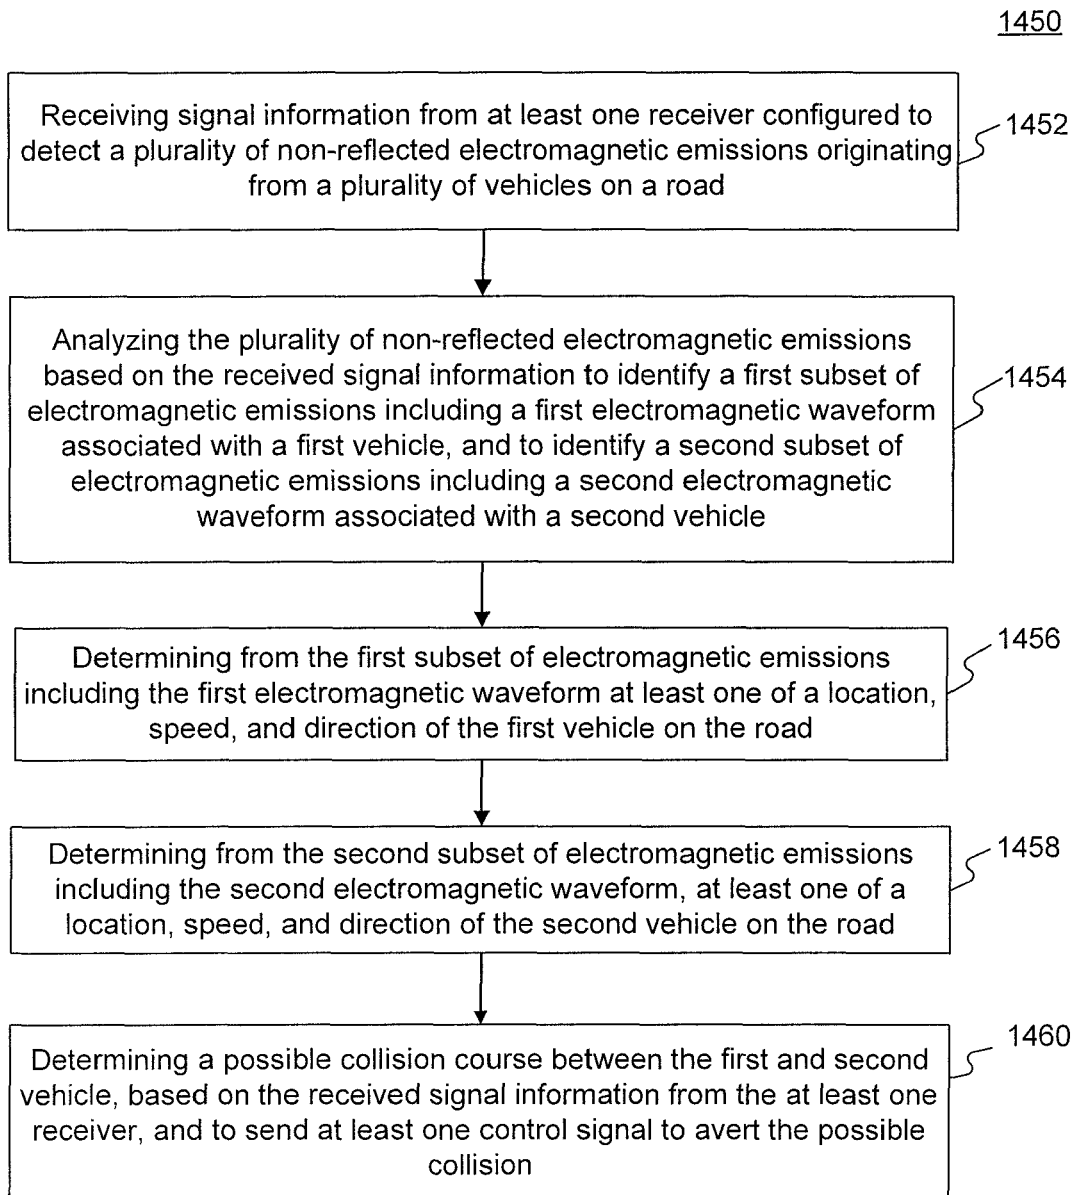 1450
Receiving signal information from at least one receiver configured to
detect a plurality of non-reflected electromagnetic emissions originating
from a plurality of vehicles on a road
1452
Analyzing the plurality of non-reflected electromagnetic emissions
based on the received signal information to identify a first subset of
electromagnetic emissions including a first electromagnetic waveform
associated with a first vehicle, and to identify a second subset of
electromagnetic emissions including a second electromagnetic
waveform associated with a second vehicle
1454
Determining from the first subset of electromagnetic emissions
including the first electromagnetic waveform at least one of a location,
speed, and direction of the first vehicle on the road
1456
Determining from the second subset of electromagnetic emissions
including the second electromagnetic waveform, at least one of a
location, speed, and direction of the second vehicle on the road
1458
Determining a possible collision course between the first and second
vehicle, based on the received signal information from the at least one
receiver, and to send at least one control signal to avert the possible
collision
1460